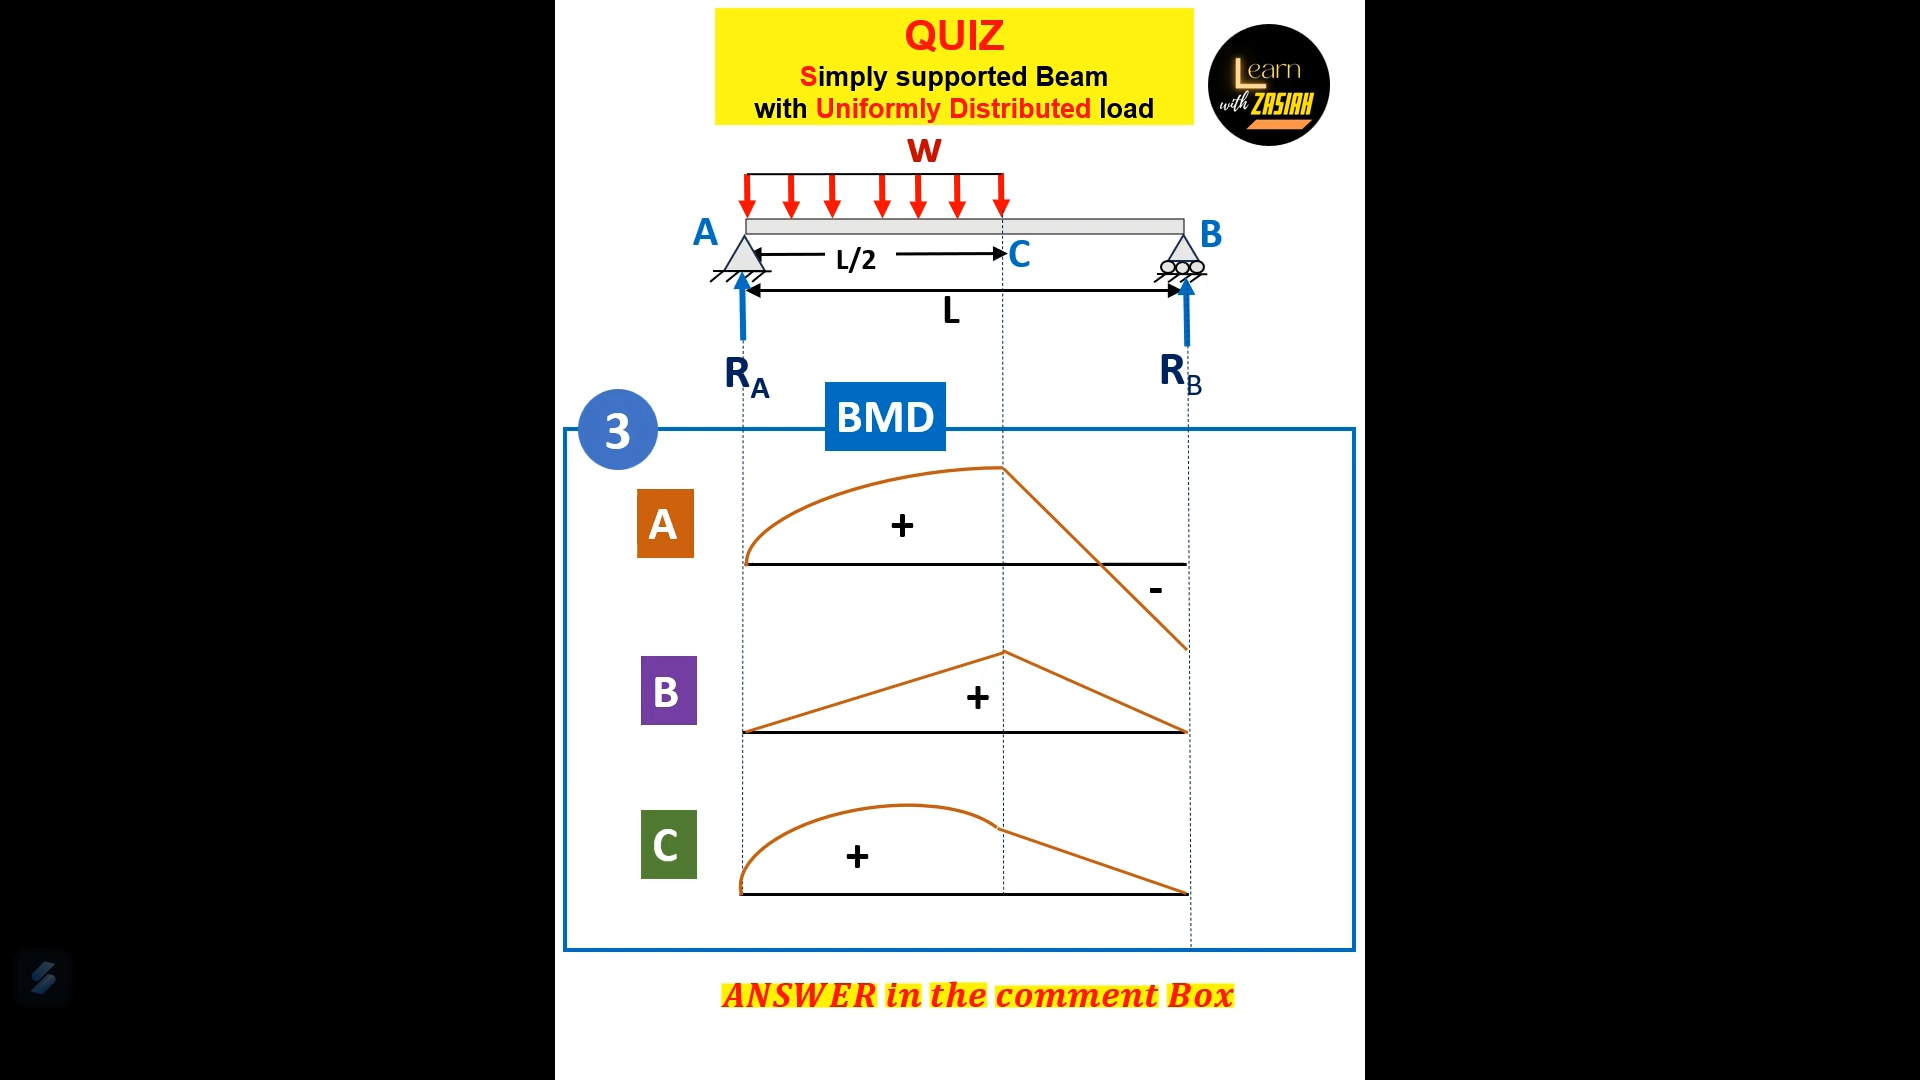 QUIZ
Simply supported Beam
with Uniformly Distributed load
Learn
with ZASIAH
w
A
B
L/2
C
L
RA
RB
3
BMD
A
+
-
B
+
C
+
ANSWER in the comment Box